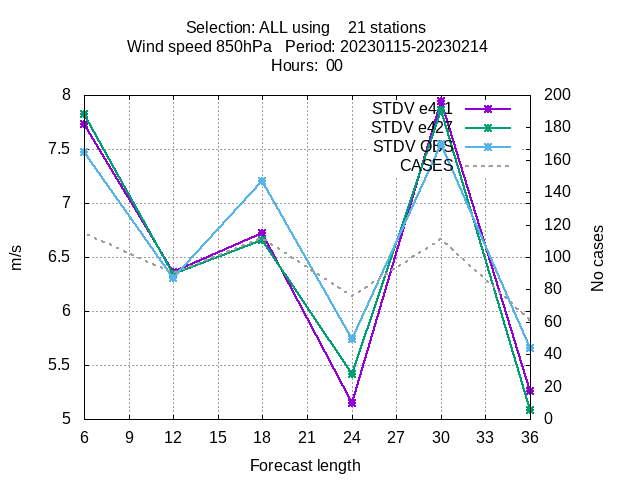 Selection: ALL using 21 stations
Wind speed 850hPa Period: 20230115-20230214
Hours: 00
8 200
STDV e4
STDV e427
STDV OBS
CASES
180
7.5 160
7 140
120
6.5 100
80
6 60
5.5 40
20
5 0
m/s
No cases
6 9 12 15 18 21 24 27 30 33 36
Forecast length